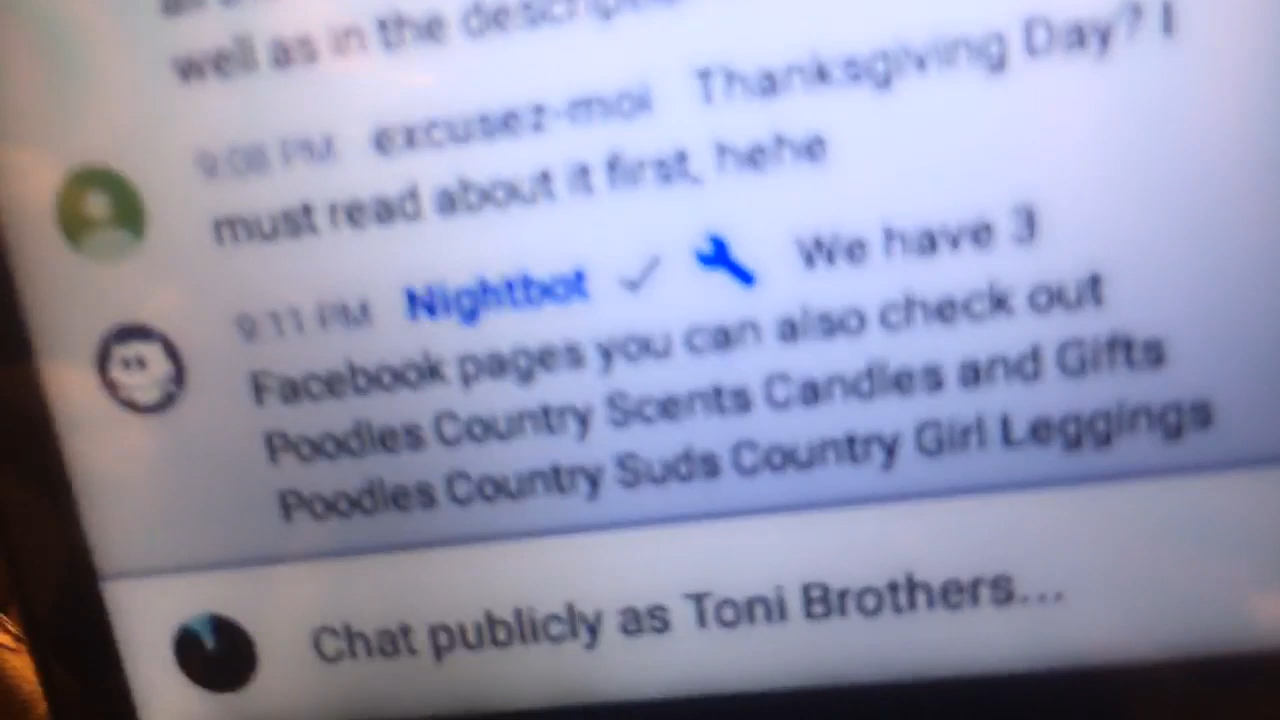 well as in the
9:08 PM excusez-moi Thanksgiving Day? I
must read about it first, hehe
9:11 PM Nightbot We have 3
Facebook pages you can also check out
Poodles Country Scents Candles and Gifts
Poodles Country Suds Country Girl Leggings
Chat publicly as Toni Brothers...